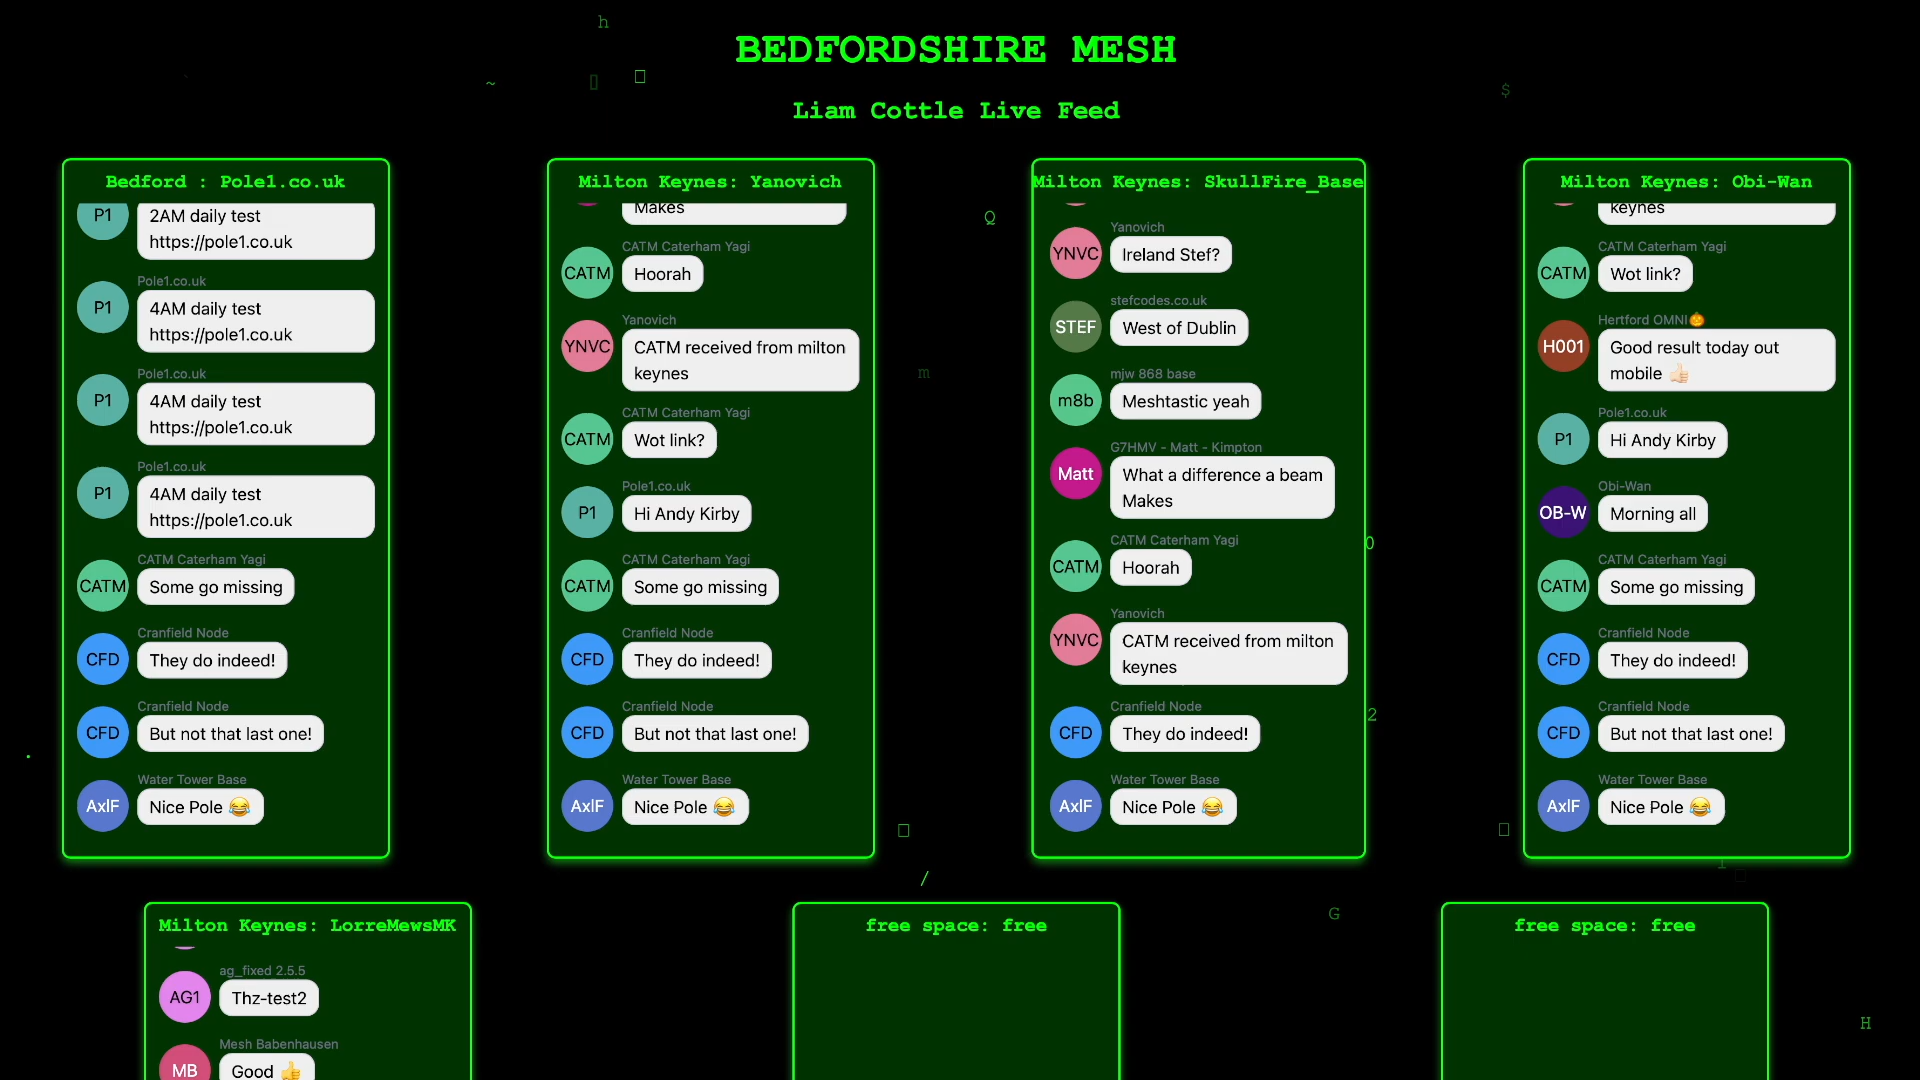 BEDFORDSHIRE MESH
Liam Cottle Live Feed
Bedford : Pole1.co.uk
P1
2AM daily test
https://pole1.co.uk
Pole1.co.uk
P1
4AM daily test
https://pole1.co.uk
Pole1.co.uk
P1
4AM daily test
https://pole1.co.uk
Pole1.co.uk
P1
4AM daily test
https://pole1.co.uk
CATM Caterham Yagi
CATM
Some go missing
Cranfield Node
CFD
They do indeed!
Cranfield Node
CFD
But not that last one!
Water Tower Base
AxlF
Nice Pole 😂
Milton Keynes: Yanovich
Makes
CATM Caterham Yagi
CATM
Hoorah
Yanovich
YNVC
CATM received from milton
keynes
CATM Caterham Yagi
CATM
Wot link?
Pole1.co.uk
P1
Hi Andy Kirby
CATM Caterham Yagi
CATM
Some go missing
Cranfield Node
CFD
They do indeed!
Cranfield Node
CFD
But not that last one!
Water Tower Base
AxlF
Nice Pole 😂
Milton Keynes: SkullFire_Base
Yanovich
YNVC
Ireland Stef?
stefcodes.co.uk
STEF
West of Dublin
mjw 868 base
m8b
Meshtastic yeah
G7HMV - Matt - Kimpton
Matt
What a difference a beam
Makes
CATM Caterham Yagi
CATM
Hoorah
Yanovich
YNVC
CATM received from milton
keynes
Cranfield Node
CFD
They do indeed!
Water Tower Base
AxlF
Nice Pole 😂
Milton Keynes: Obi-Wan
keynes
CATM Caterham Yagi
CATM
Wot link?
Hertford OMNI🎃
H001
Good result today out
mobile 👍🏻
Pole1.co.uk
P1
Hi Andy Kirby
Obi-Wan
OB-W
Morning all
CATM Caterham Yagi
CATM
Some go missing
Cranfield Node
CFD
They do indeed!
Cranfield Node
CFD
But not that last one!
Water Tower Base
AxlF
Nice Pole 😂
Milton Keynes: LorreMewsMK
ag_fixed 2.5.5
AG1
Thz-test2
Mesh Babenhausen
MB
Good 👍
free space: free
free space: free